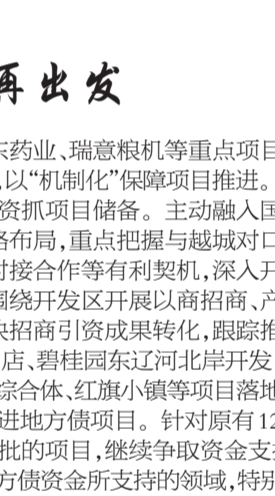 再出发
东药业、瑞意粮机等重点项目
,以“机制化”保障项目推进。
资抓项目储备。主动融入国
布局,重点把握与越城对口
对接合作等有利契机,深入开
围绕开发区开展以商招商、产
招商引资成果转化,跟踪推
店、碧桂园东辽河北岸开发
综合体、红旗小镇等项目落地
进地方债项目。针对原有12
批的项目,继续争取资金支
方债资金所支持的领域,特别